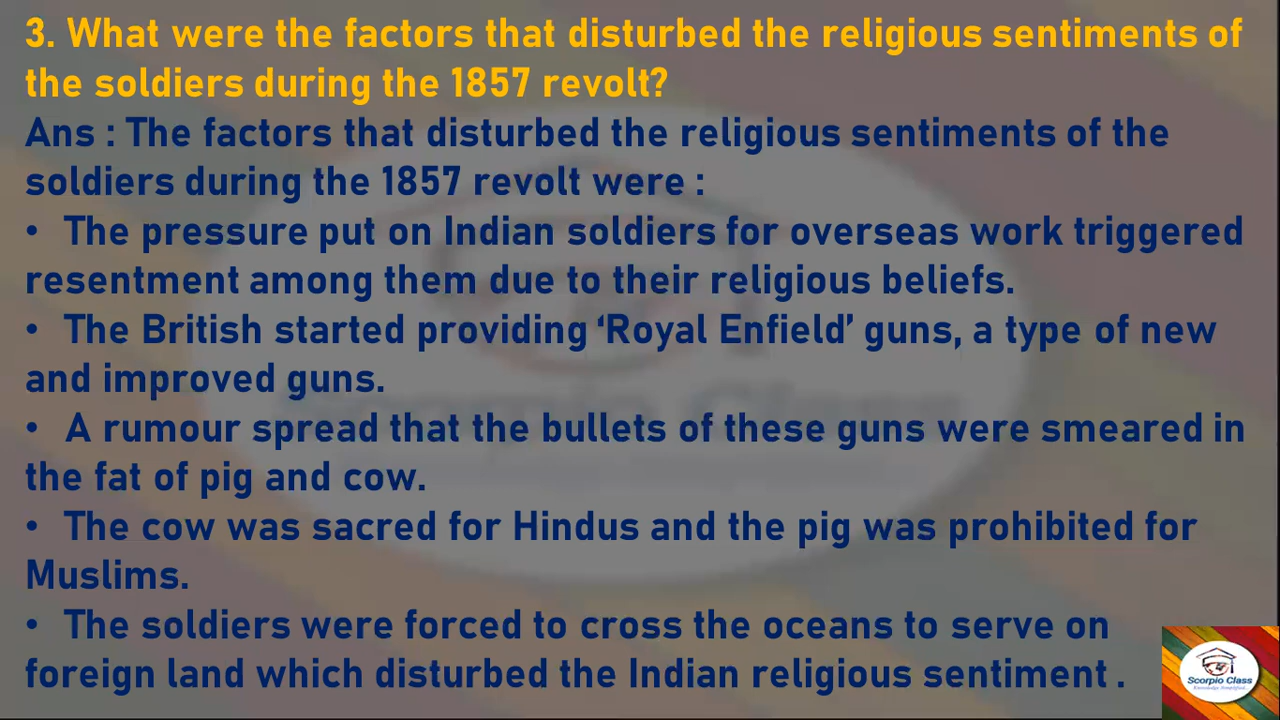 3. What were the factors that disturbed the religious sentiments of
the soldiers during the 1857 revolt?
Ans : The factors that disturbed the religious sentiments of the
soldiers during the 1857 revolt were :
• The pressure put on Indian soldiers for overseas work triggered
resentment among them due to their religious beliefs.
• The British started providing ‘Royal Enfield’ guns, a type of new
and improved guns.
• A rumour spread that the bullets of these guns were smeared in
the fat of pig and cow.
• The cow was sacred for Hindus and the pig was prohibited for
Muslims.
• The soldiers were forced to cross the oceans to serve on
foreign land which disturbed the Indian religious sentiment .
Scorpio Class
Knowledge Simplified...